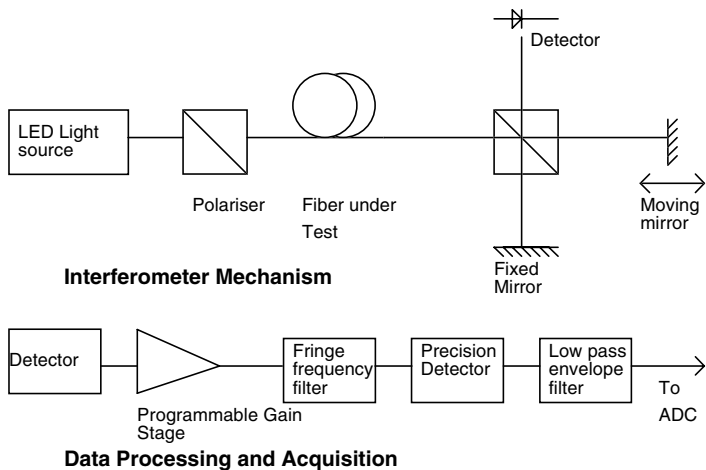 Detector
LED Light
source
Polariser
Fiber under
Test
Moving
mirror
Fixed
Mirror
Interferometer Mechanism
Detector
Fringe
frequency
filter
Precision
Detector
Low pass
envelope
filter
To
ADC
Programmable Gain
Stage
Data Processing and Acquisition